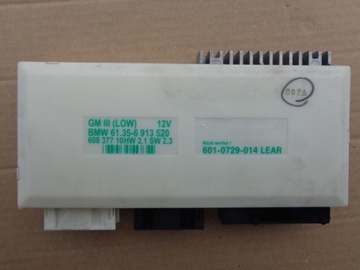 GM III (LOW) 12V
BMW 61.35-6 913 520
608 377 10HW 2.1 SW 2.3
601-0729-014 LEAR